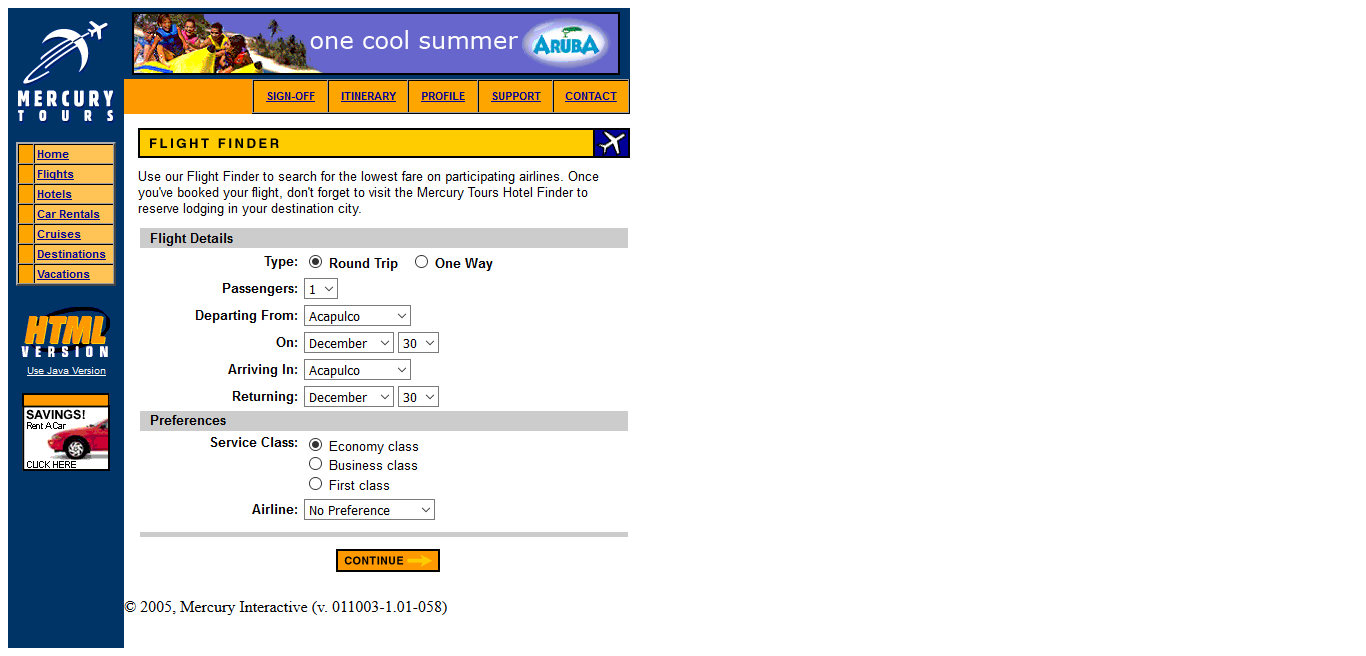 one cool summer ARUBA
MERCURY
TOURS
SIGN-OFF ITINERARY PROFILE SUPPORT CONTACT
Home
Flights
Hotels
Car Rentals
Cruises
Destinations
Vacations
HTML
VERSION
Use Java Version
SAVINGS!
Rent A Car
CLICK HERE
FLIGHT FINDER
Use our Flight Finder to search for the lowest fare on participating airlines. Once
you've booked your flight, don't forget to visit the Mercury Tours Hotel Finder to
reserve lodging in your destination city.
Flight Details
Type: Round Trip One Way
Passengers: 1
Departing From: Acapulco
On: December 30
Arriving In: Acapulco
Returning: December 30
Preferences
Service Class: Economy class
Business class
First class
Airline: No Preference
CONTINUE
© 2005, Mercury Interactive (v. 011003-1.01-058)